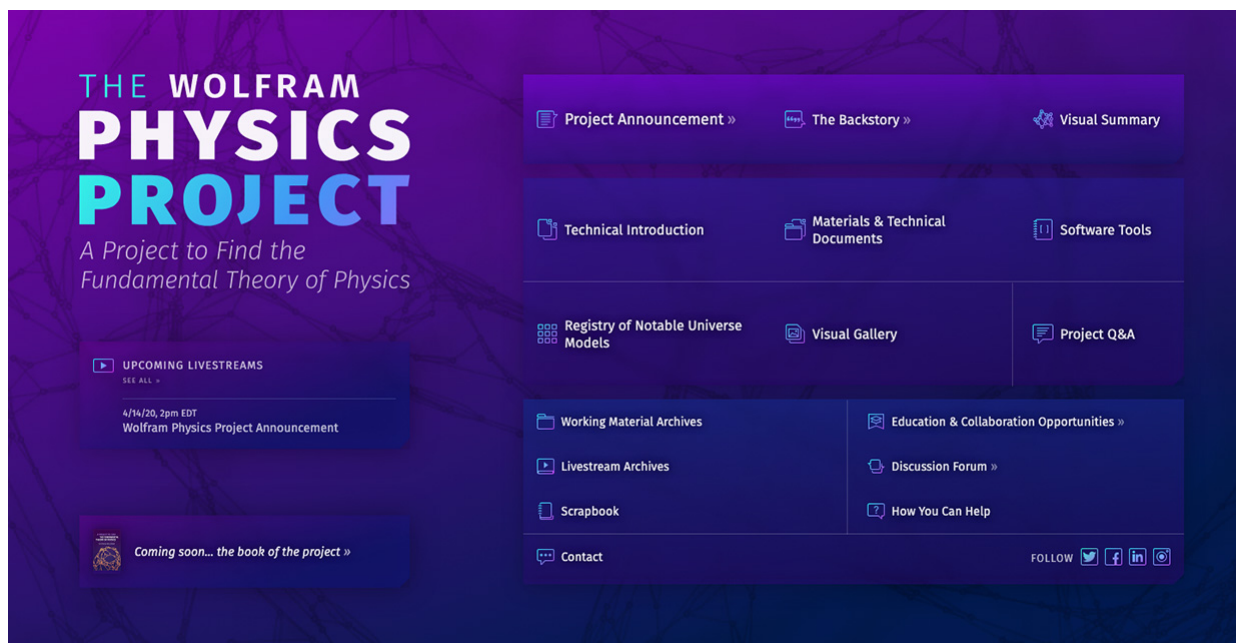 THE WOLFRAM
PHYSICS
PROJECT
A Project to Find the
Fundamental Theory of Physics
UPCOMING LIVESTREAMS
SEE ALL »
4/14/20, 2pm EDT
Wolfram Physics Project Announcement
Coming soon... the book of the project »
Project Announcement »
The Backstory »
Visual Summary
Technical Introduction
Materials & Technical
Documents
Software Tools
Registry of Notable Universe
Models
Visual Gallery
Project Q&A
Working Material Archives
Livestream Archives
Scrapbook
Education & Collaboration Opportunities »
Discussion Forum »
How You Can Help
Contact
FOLLOW